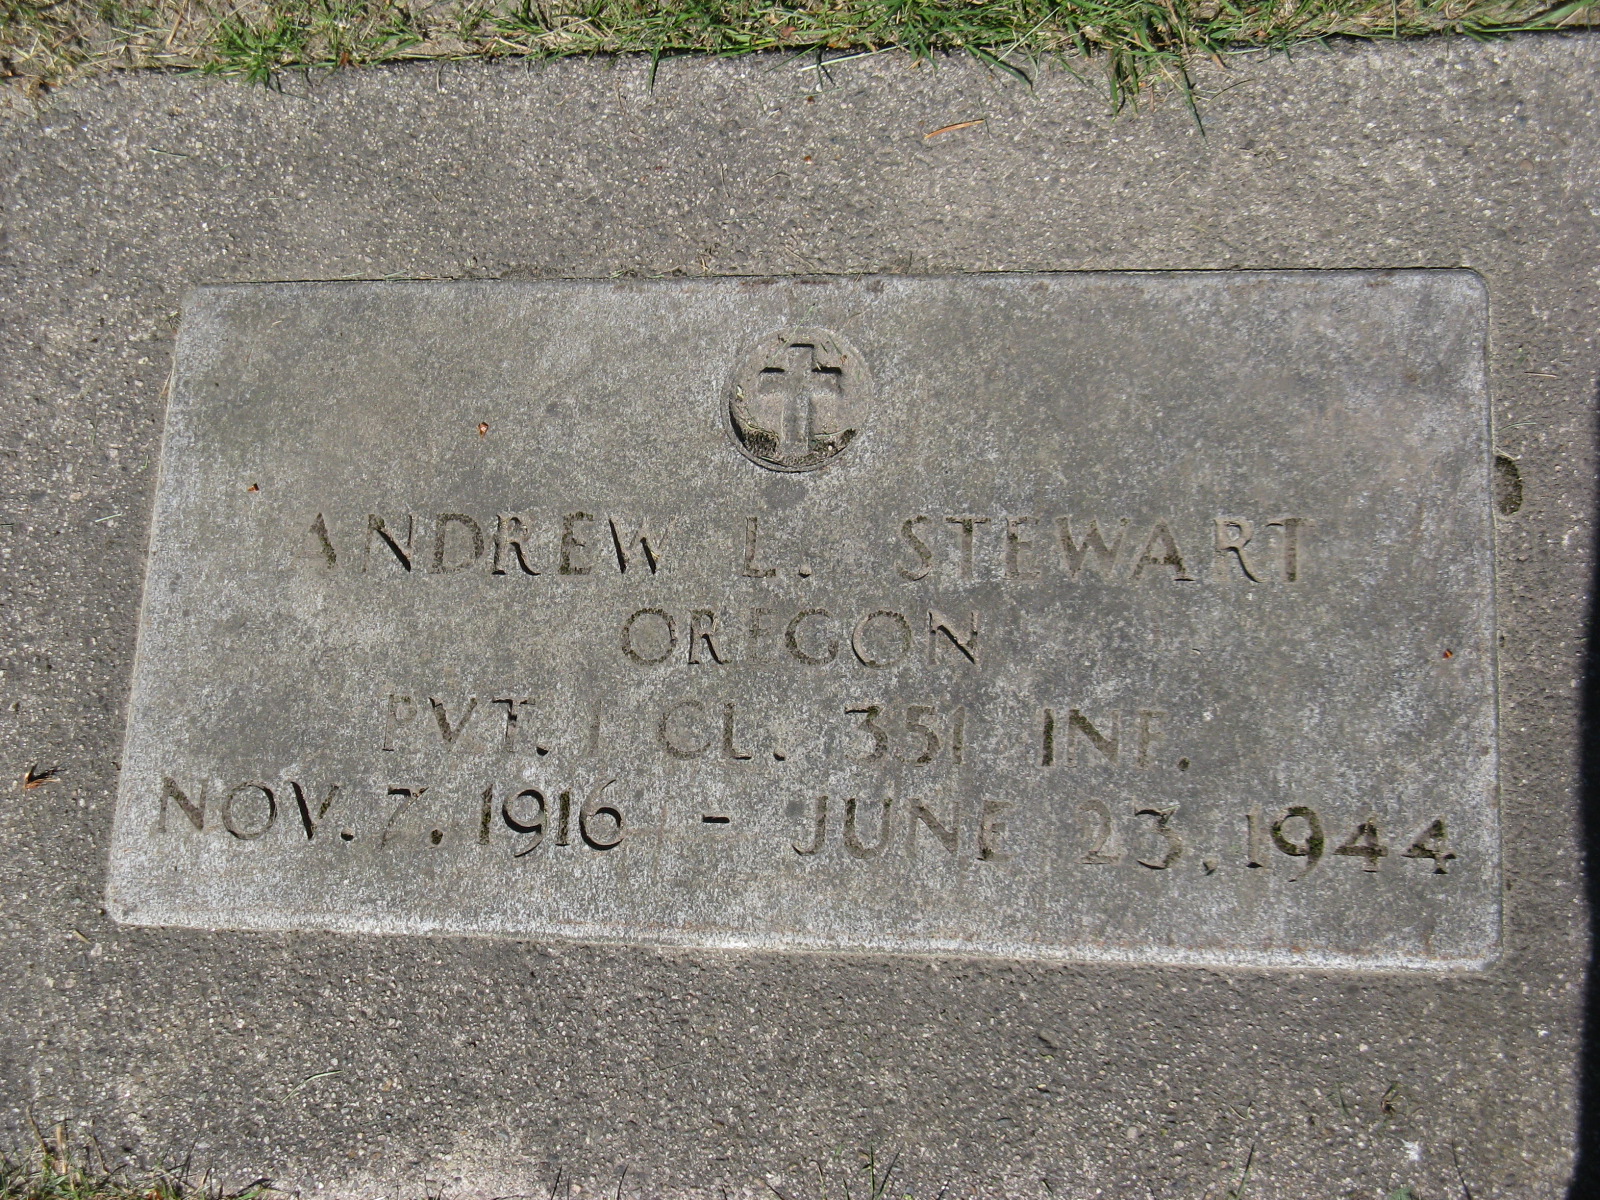 ANDREW L. STEWART
OREGON
PVT. 1 CL. 351 INF.
NOV. 7. 1916 - JUNE 23, 1944